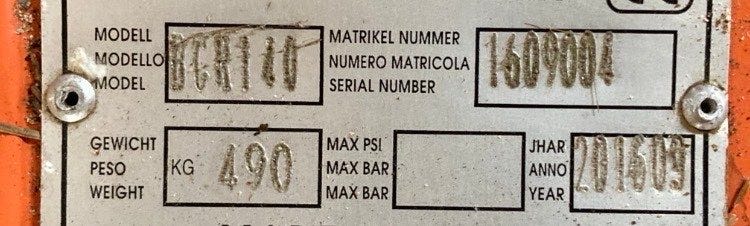 MODELL
MODELLO
MODEL
BCR140
MATRIKEL NUMMER
NUMERO MATRICOLA
SERIAL NUMBER
1609004
GEWICHT
PESO
WEIGHT
KG 490
MAX PSI
MAX BAR
MAX BAR
JHAR
ANNO
YEAR
201609